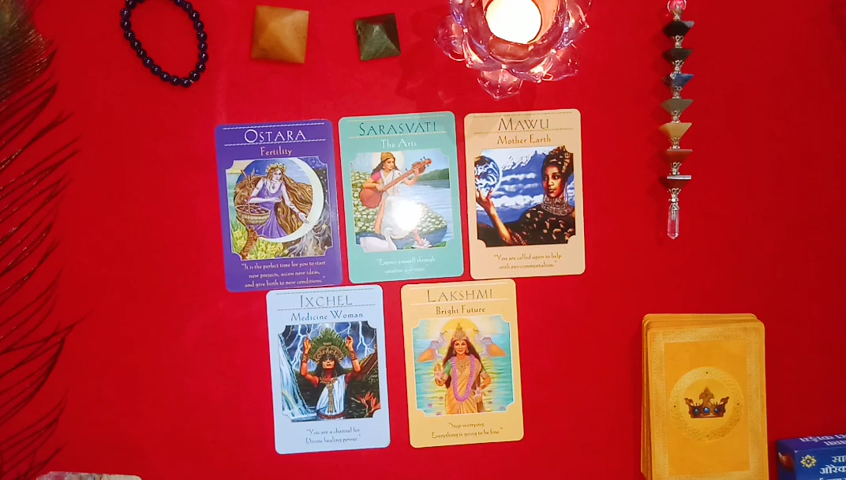 OSTARA
Fertility
"It is the perfect time for you to start
new projects, access new ideas,
and give birth to new conditions."
SARASVATI
The Arts
"Express yourself through
creative activities."
MAWU
Mother Earth
"You are called upon to help
with environmentalism."
IXCHEL
Medicine Woman
"You are a channel for
Divine healing power."
LAKSHMI
Bright Future
"Stop worrying.
Everything is going to be fine."